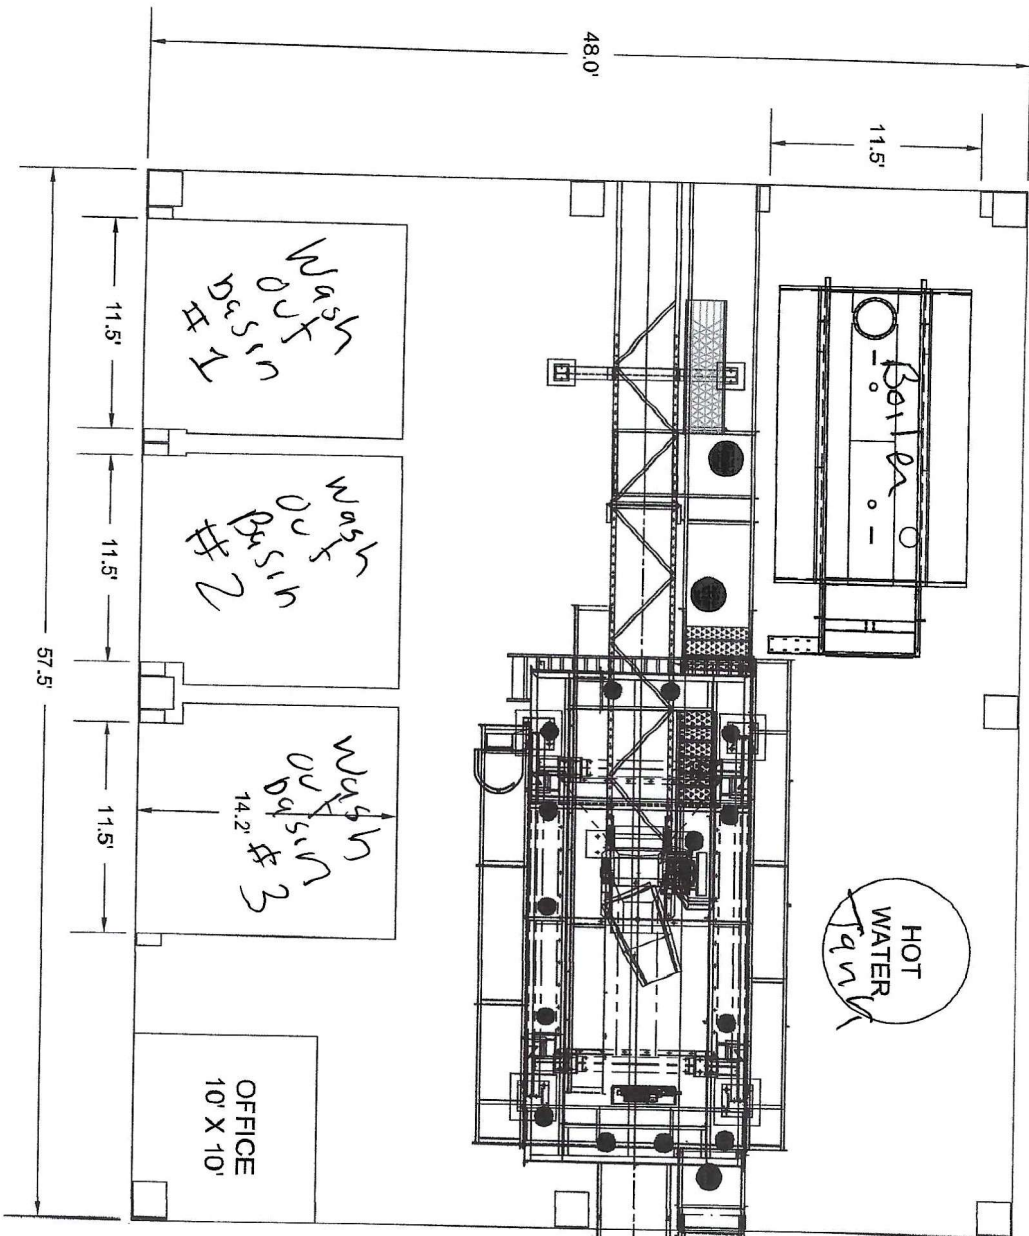 48.0'
11.5'
Boiler
HOT
WATER
Tank
57.5'
11.5'
11.5'
11.5'
Wash
out
basin
# 1
Wash
out
Basin
# 2
Wash
out
basin
# 3
14.2'
OFFICE
10' X 10'